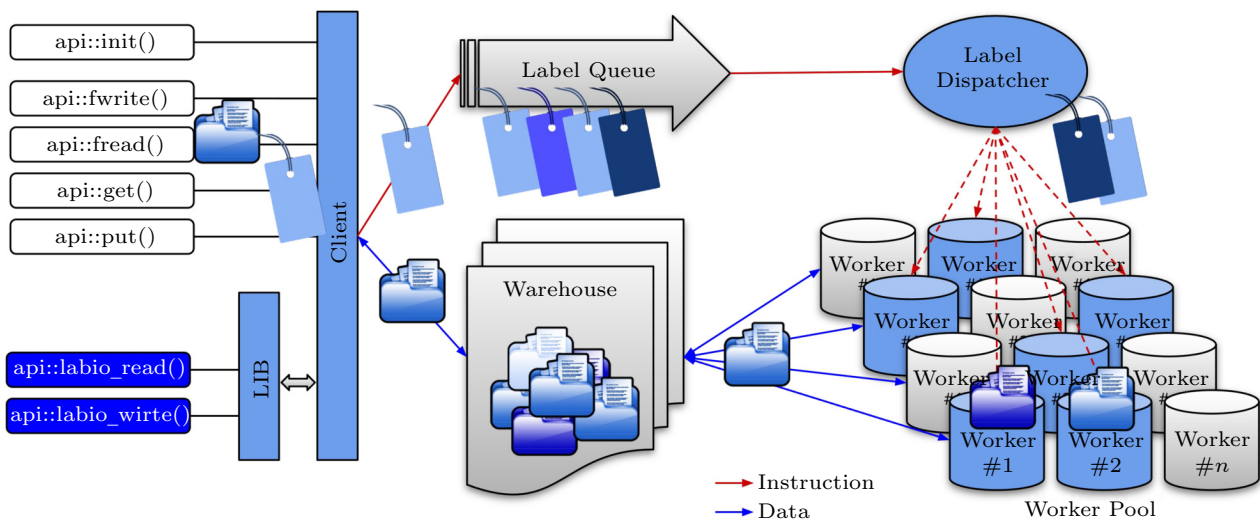 api::init()
api::fwrite()
api::fread()
api::get()
api::put()
api::labio_read()
api::labio_wirte()
LIB
Client
Label Queue
Label
Dispatcher
Warehouse
Worker
Worker
Worker
Worker
Worker
Worker
Worker
Worker
Worker
Worker
#1
Worker
#2
Worker
#n
Worker Pool
Instruction
Data